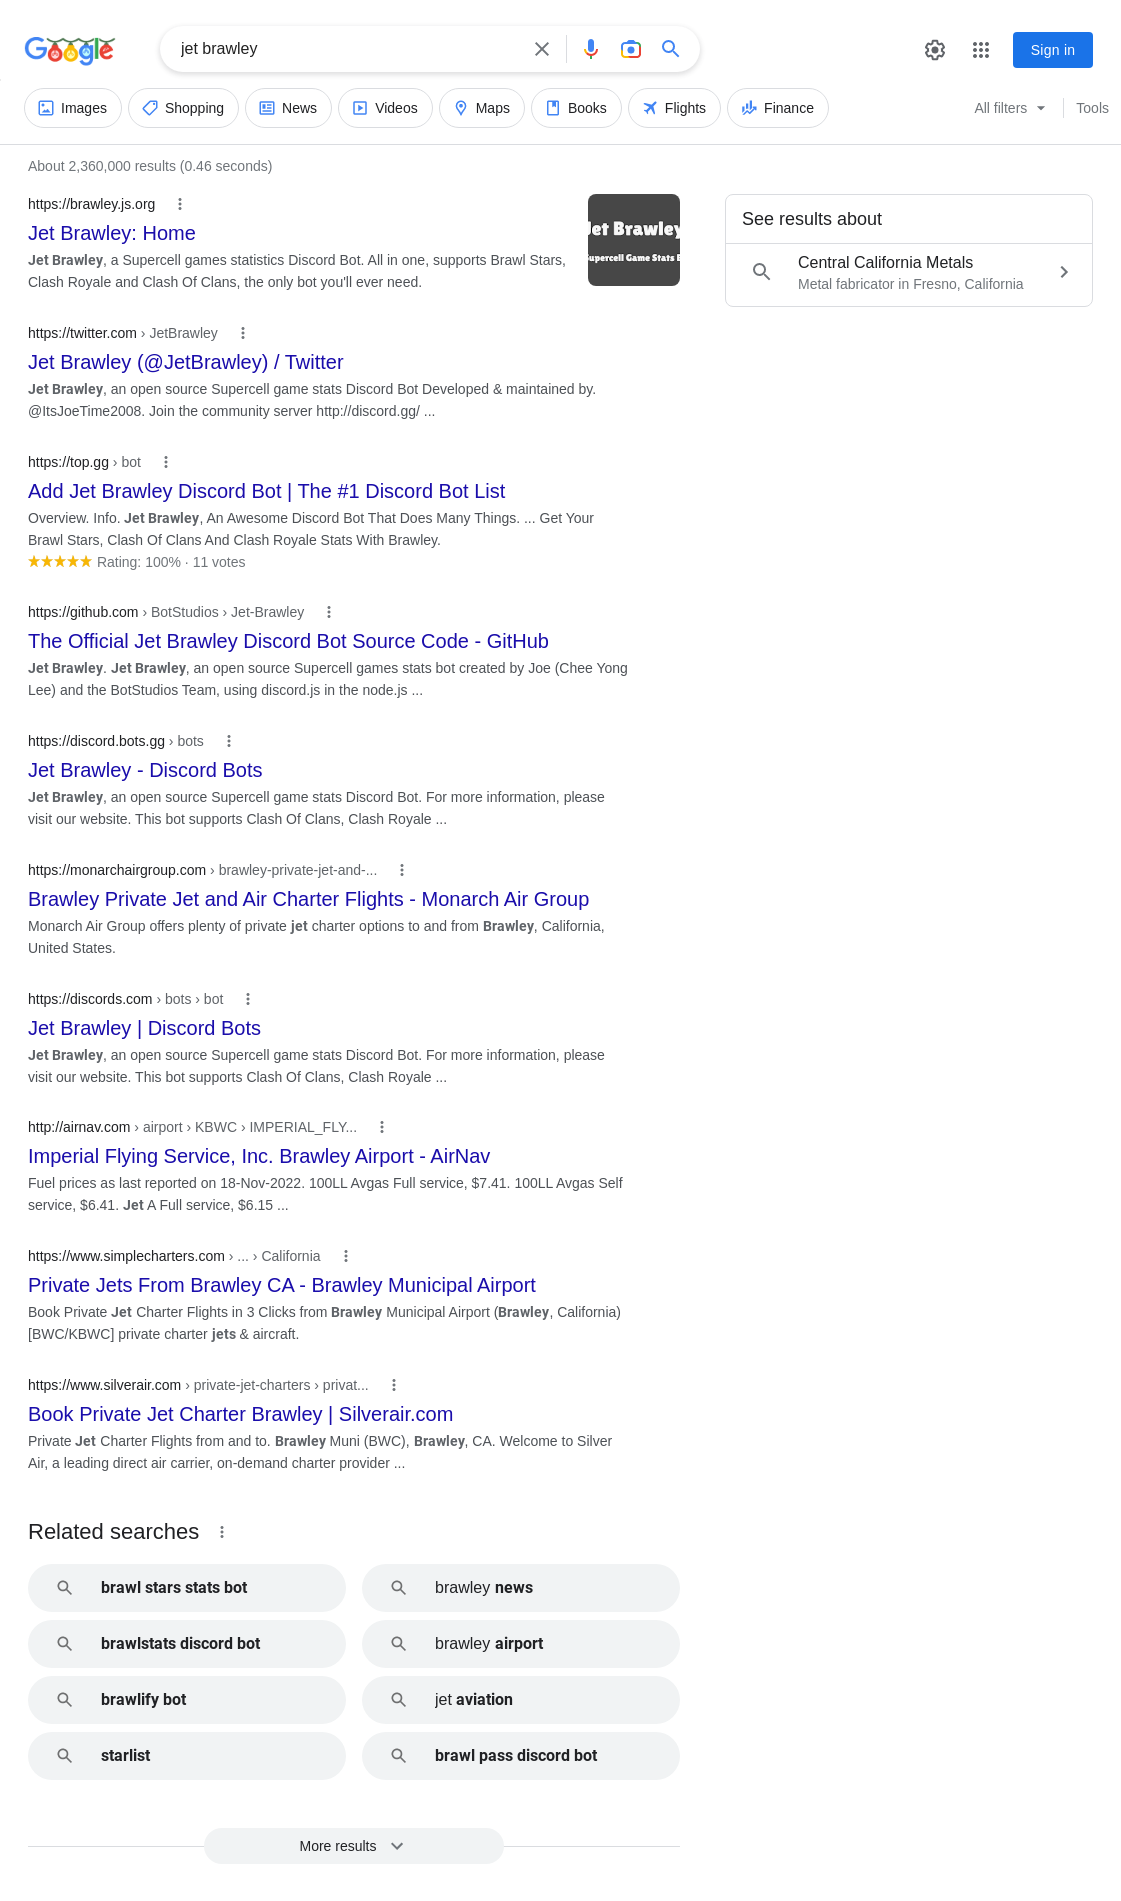 Google
jet brawley
Sign in
Images
Shopping
News
Videos
Maps
Books
Flights
Finance
All filters
Tools
About 2,360,000 results (0.46 seconds)
https://brawley.js.org
Jet Brawley: Home
Jet Brawley, a Supercell games statistics Discord Bot. All in one, supports Brawl Stars,
Clash Royale and Clash Of Clans, the only bot you'll ever need.
Jet Brawley
Supercell Game Stats B
See results about
Central California Metals
Metal fabricator in Fresno, California
https://twitter.com › JetBrawley
Jet Brawley (@JetBrawley) / Twitter
Jet Brawley, an open source Supercell game stats Discord Bot Developed & maintained by.
@ItsJoeTime2008. Join the community server http://discord.gg/ ...
https://top.gg › bot
Add Jet Brawley Discord Bot | The #1 Discord Bot List
Overview. Info. Jet Brawley, An Awesome Discord Bot That Does Many Things. ... Get Your
Brawl Stars, Clash Of Clans And Clash Royale Stats With Brawley.
Rating: 100% · 11 votes
https://github.com › BotStudios › Jet-Brawley
The Official Jet Brawley Discord Bot Source Code - GitHub
Jet Brawley. Jet Brawley, an open source Supercell games stats bot created by Joe (Chee Yong
Lee) and the BotStudios Team, using discord.js in the node.js ...
https://discord.bots.gg › bots
Jet Brawley - Discord Bots
Jet Brawley, an open source Supercell game stats Discord Bot. For more information, please
visit our website. This bot supports Clash Of Clans, Clash Royale ...
https://monarchairgroup.com › brawley-private-jet-and-...
Brawley Private Jet and Air Charter Flights - Monarch Air Group
Monarch Air Group offers plenty of private jet charter options to and from Brawley, California,
United States.
https://discords.com › bots › bot
Jet Brawley | Discord Bots
Jet Brawley, an open source Supercell game stats Discord Bot. For more information, please
visit our website. This bot supports Clash Of Clans, Clash Royale ...
http://airnav.com › airport › KBWC › IMPERIAL_FLY...
Imperial Flying Service, Inc. Brawley Airport - AirNav
Fuel prices as last reported on 18-Nov-2022. 100LL Avgas Full service, $7.41. 100LL Avgas Self
service, $6.41. Jet A Full service, $6.15 ...
https://www.simplecharters.com › ... › California
Private Jets From Brawley CA - Brawley Municipal Airport
Book Private Jet Charter Flights in 3 Clicks from Brawley Municipal Airport (Brawley, California)
[BWC/KBWC] private charter jets & aircraft.
https://www.silverair.com › private-jet-charters › privat...
Book Private Jet Charter Brawley | Silverair.com
Private Jet Charter Flights from and to. Brawley Muni (BWC), Brawley, CA. Welcome to Silver
Air, a leading direct air carrier, on-demand charter provider ...
Related searches
brawl stars stats bot
brawley news
brawlstats discord bot
brawley airport
brawlify bot
jet aviation
starlist
brawl pass discord bot
More results